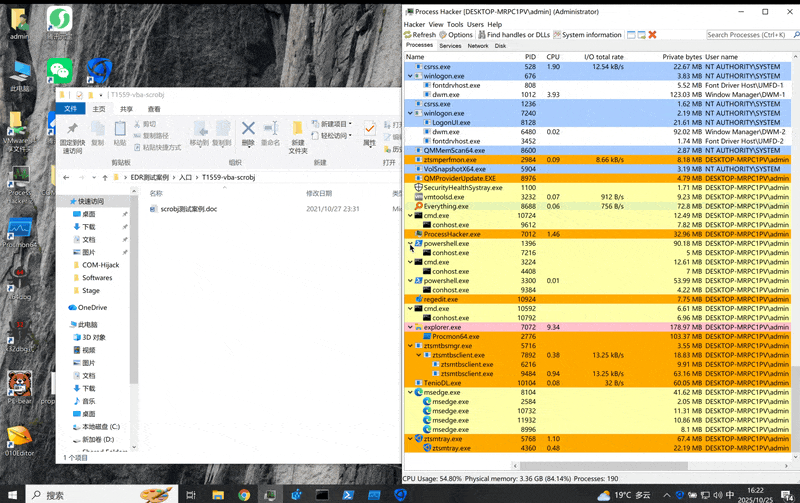 admin
此电脑
VMware S
享文件夹
Process
Hacker
Procmon64
x64dbg
x32dbg
PE-bear
010Editor
T1559-vba-scrobj
文件
主页
共享
查看
固定到快
速访问
复制
粘贴
复制路径
粘贴快捷方式
移动到
复制到
删除
重命名
新建项目
轻松访问
新建
文件夹
属性
剪贴板
组织
新建
EDR测试案例 > 入口 > T1559-vba-scrobj
名称
修改日期
类型
scrobj测试案例.doc
2021/10/27 23:31
快速访问
桌面
下载
文档
图片
COM-Hijack
Softwares
Stage
OneDrive
此电脑
3D 对象
视频
图片
文档
下载
音乐
桌面
本地磁盘 (C:)
新加卷 (D:)
1 个项目
Process Hacker [DESKTOP-MRPC1PV\admin] (Administrator)
Hacker View Tools Users Help
Refresh Options Find handles or DLLs System information
Search Processes (Ctrl+K)
Processes Services Network Disk
Name PID CPU I/O total rate Private bytes User name
csrss.exe 528 1.90 12.54 kB/s 22.67 MB NT AUTHORITY\SYSTEM
winlogon.exe 676 3.83 MB NT AUTHORITY\SYSTEM
fontdrvhost.exe 808 5.52 MB Font Driver Host\UMFD-1
dwm.exe 1012 3.93 123.03 MB Window Manager\DWM-1
csrss.exe 1236 1.62 MB NT AUTHORITY\SYSTEM
winlogon.exe 7240 2.19 MB NT AUTHORITY\SYSTEM
LogonUI.exe 8128 21.61 MB NT AUTHORITY\SYSTEM
dwm.exe 6480 0.02 92.02 MB Window Manager\DWM-2
fontdrvhost.exe 3452 1.7 MB Font Driver Host\UMFD-2
QMMemScan64.exe 8600 2.87 MB NT AUTHORITY\SYSTEM
ztsmperfmon.exe 2984 0.09 8.66 kB/s 8.18 MB DESKTOP-MRPC1PV\admin
VolSnapshotX64.exe 5904 3.19 MB NT AUTHORITY\SYSTEM
QMProviderUpdate.EXE 8976 4.79 MB DESKTOP-MRPC1PV\admin
SecurityHealthSystray.exe 1100 1.71 MB DESKTOP-MRPC1PV\admin
vmtoolsd.exe 3232 0.07 912 B/s 9.23 MB DESKTOP-MRPC1PV\admin
Everything.exe 8688 0.06 756 B/s 72.8 MB DESKTOP-MRPC1PV\admin
cmd.exe 10724 12.49 MB DESKTOP-MRPC1PV\admin
conhost.exe 9612 7.82 MB DESKTOP-MRPC1PV\admin
ProcessHacker.exe 7012 1.46 32.96 MB DESKTOP-MRPC1PV\admin
powershell.exe 1396 90.18 MB DESKTOP-MRPC1PV\admin
conhost.exe 7216 5 MB DESKTOP-MRPC1PV\admin
cmd.exe 3224 12.61 MB DESKTOP-MRPC1PV\admin
conhost.exe 4408 7 MB DESKTOP-MRPC1PV\admin
powershell.exe 3300 0.01 53.99 MB DESKTOP-MRPC1PV\admin
conhost.exe 9384 4.22 MB DESKTOP-MRPC1PV\admin
regedit.exe 10924 7.75 MB DESKTOP-MRPC1PV\admin
cmd.exe 10592 6.61 MB DESKTOP-MRPC1PV\admin
conhost.exe 10792 6.96 MB DESKTOP-MRPC1PV\admin
explorer.exe 7072 9.34 178.97 MB DESKTOP-MRPC1PV\admin
Procmon64.exe 2776 103.37 MB DESKTOP-MRPC1PV\admin
ztsmtbsmgr.exe 5716 3.55 MB DESKTOP-MRPC1PV\admin
ztsmtbsclient.exe 7892 0.38 13.25 kB/s 18.83 MB DESKTOP-MRPC1PV\admin
ztsmtbsclient.exe 6216 9.91 MB DESKTOP-MRPC1PV\admin
ztsmtbsclient.exe 9484 0.94 13.25 kB/s 63.16 MB DESKTOP-MRPC1PV\admin
TenioDL.exe 10104 0.08 32 B/s 60.05 MB DESKTOP-MRPC1PV\admin
msedge.exe 8104 41.62 MB DESKTOP-MRPC1PV\admin
msedge.exe 2584 2.05 MB DESKTOP-MRPC1PV\admin
msedge.exe 10732 11.31 MB DESKTOP-MRPC1PV\admin
msedge.exe 11932 10.86 MB DESKTOP-MRPC1PV\admin
msedge.exe 8996 8.1 MB DESKTOP-MRPC1PV\admin
ztsmtray.exe 5768 1.10 67.4 MB DESKTOP-MRPC1PV\admin
ztsmtray.exe 4360 0.48 22.19 MB DESKTOP-MRPC1PV\admin
CPU Usage: 54.80% Physical memory: 3.36 GB (84.14%) Processes: 190
搜索
19°C 多云
中
16:22
2025/10/25